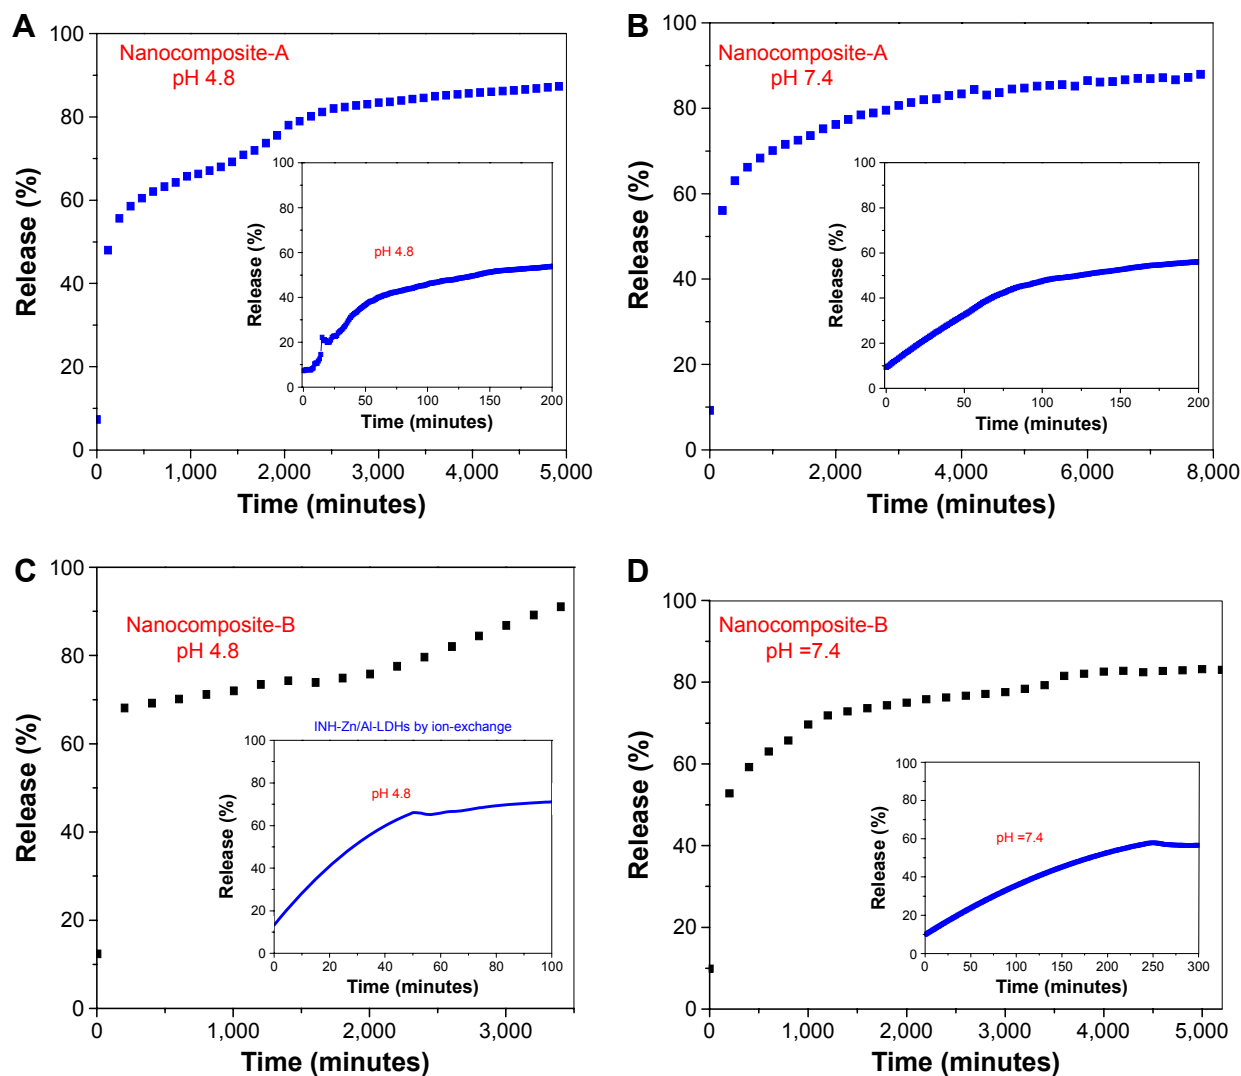 A
Nanocomposite-A
pH 4.8
Release (%)
100
80
60
40
20
0
0
1,000
2,000
3,000
4,000
5,000
Time (minutes)
Release (%)
100
80
60
40
20
0
pH 4.8
0
50
100
150
200
Time (minutes)
B
Nanocomposite-A
pH 7.4
Release (%)
100
80
60
40
20
0
0
2,000
4,000
6,000
8,000
Time (minutes)
Release (%)
100
80
60
40
20
0
0
50
100
150
200
Time (minutes)
C
Nanocomposite-B
pH 4.8
Release (%)
100
80
60
40
20
0
0
1,000
2,000
3,000
Time (minutes)
INH-Zn/Al-LDHs by ion-exchange
Release (%)
100
80
60
40
20
0
pH 4.8
0
20
40
60
80
100
Time (minutes)
D
Nanocomposite-B
pH =7.4
Release (%)
100
80
60
40
20
0
0
1,000
2,000
3,000
4,000
5,000
Time (minutes)
Release (%)
100
80
60
40
20
0
pH =7.4
0
50
100
150
200
250
300
Time (minutes)